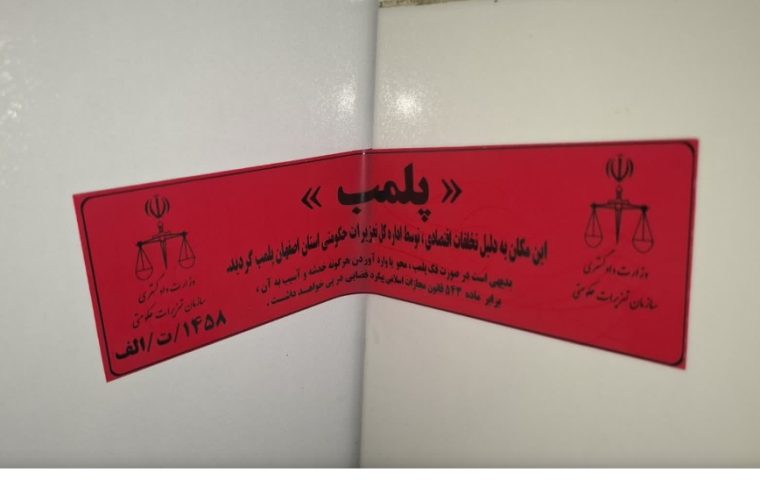 « پلمب »
این مکان به دلیل تخلفات اقتصادی، توسط اداره کل تعزیرات حکومتی استان اصفهان پلمب گردید.
بدیهی است در صورت فک پلمب، محو یا وارد آوردن هرگونه خدشه و آسیب به آن،
برابر ماده ۵۴۳ قانون مجازات اسلامی پیگرد قضایی در پی خواهد داشت.
وزارت دادگستری
سازمان تعزیرات حکومتی
وزارت دادگستری
سازمان تعزیرات حکومتی
۱۴۵۸/ت/الف